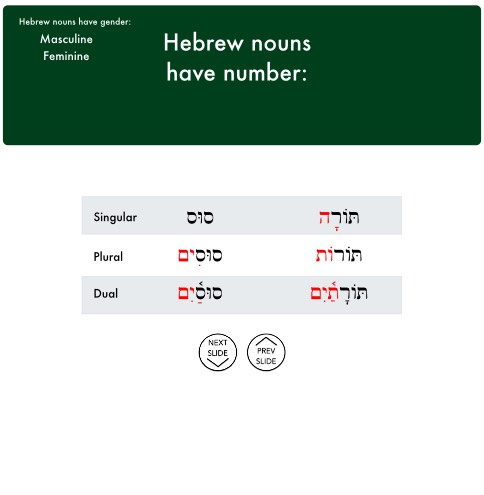 Hebrew nouns have gender:
Masculine
Feminine
Hebrew nouns
have number:
Singular סוּס תּוֹרָה
Plural סוּסִים תּוֹרוֹת
Dual סוּסַ֫יִם תּוֹרָתַ֫יִם
NEXT
SLIDE
PREV
SLIDE